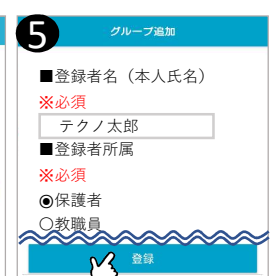 ❺
グループ追加
■登録者名（本人氏名）
※必須
テクノ太郎
■登録者所属
※必須
◉保護者
○教職員
登録